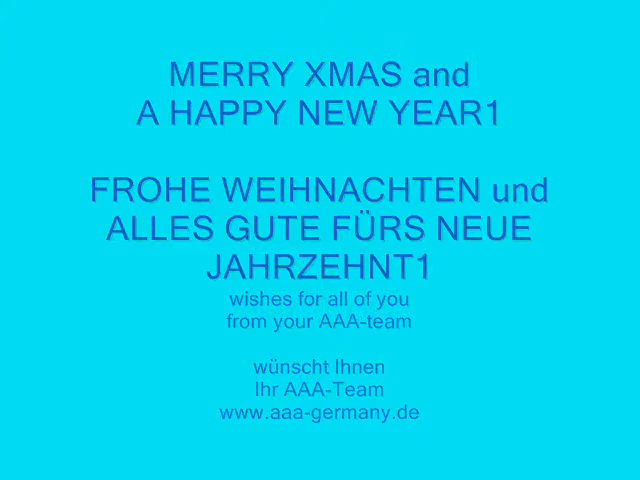 MERRY XMAS and
A HAPPY NEW YEAR1
FROHE WEIHNACHTEN und
ALLES GUTE FÜRS NEUE
JAHRZEHNT1
wishes for all of you
from your AAA-team
wünscht Ihnen
Ihr AAA-Team
www.aaa-germany.de